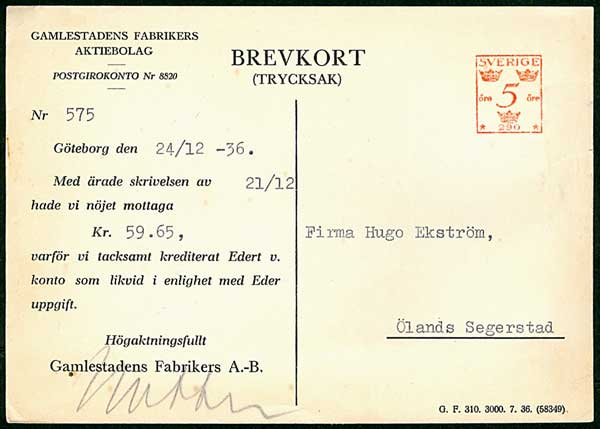 GAMLESTADENS FABRIKERS
AKTIEBOLAG
POSTGIROKONTO Nr 8820
BREVKORT
(TRYCKSAK)
SVERIGE
öre 5 öre
* 290 *
Nr 575
Göteborg den 24/12 -36.
Med ärade skrivelsen av 21/12
hade vi nöjet mottaga
Kr. 59.65,
varför vi tacksamt krediterat Edert v.
konto som likvid i enlighet med Eder
uppgift.
Högaktningsfullt
Gamlestadens Fabrikers A.-B.
Firma Hugo Ekström,
Ölands Segerstad
G. F. 310. 3000. 7. 36. (58349)